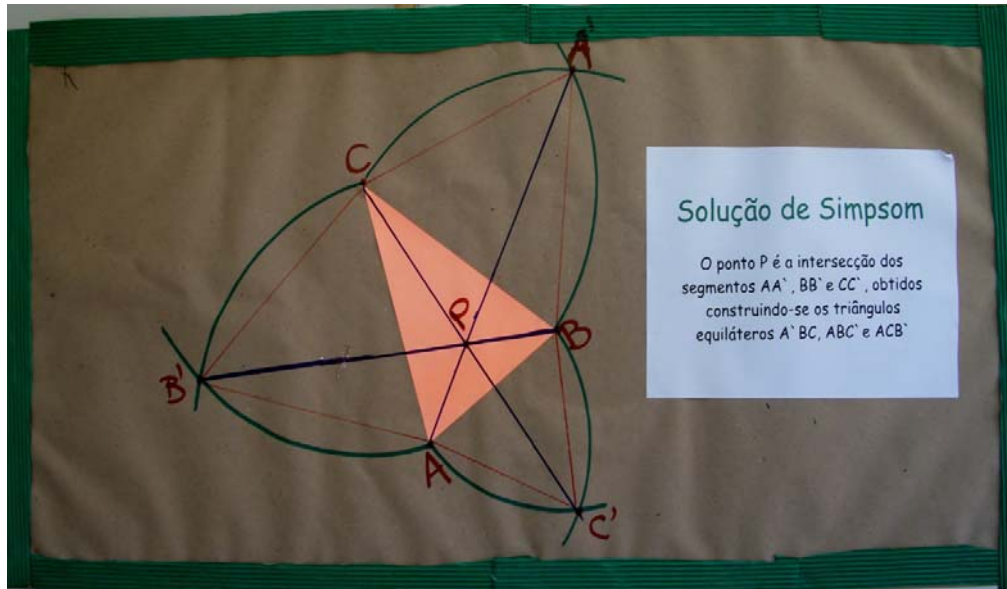 A'
C
P
B
B'
A
C'
Solução de Simpsom
O ponto P é a intersecção dos
segmentos AA`, BB` e CC`, obtidos
construindo-se os triângulos
equiláteros A`BC, ABC` e ACB`